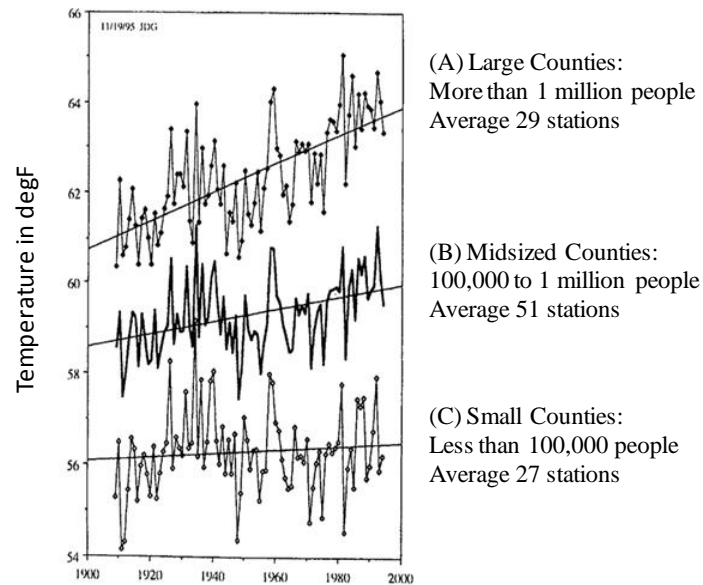 66
11/19/95 JDG
64
62
60
58
56
54
1900
1920
1940
1960
1980
2000
Temperature in degF
(A) Large Counties:
More than 1 million people
Average 29 stations
(B) Midsized Counties:
100,000 to 1 million people
Average 51 stations
(C) Small Counties:
Less than 100,000 people
Average 27 stations